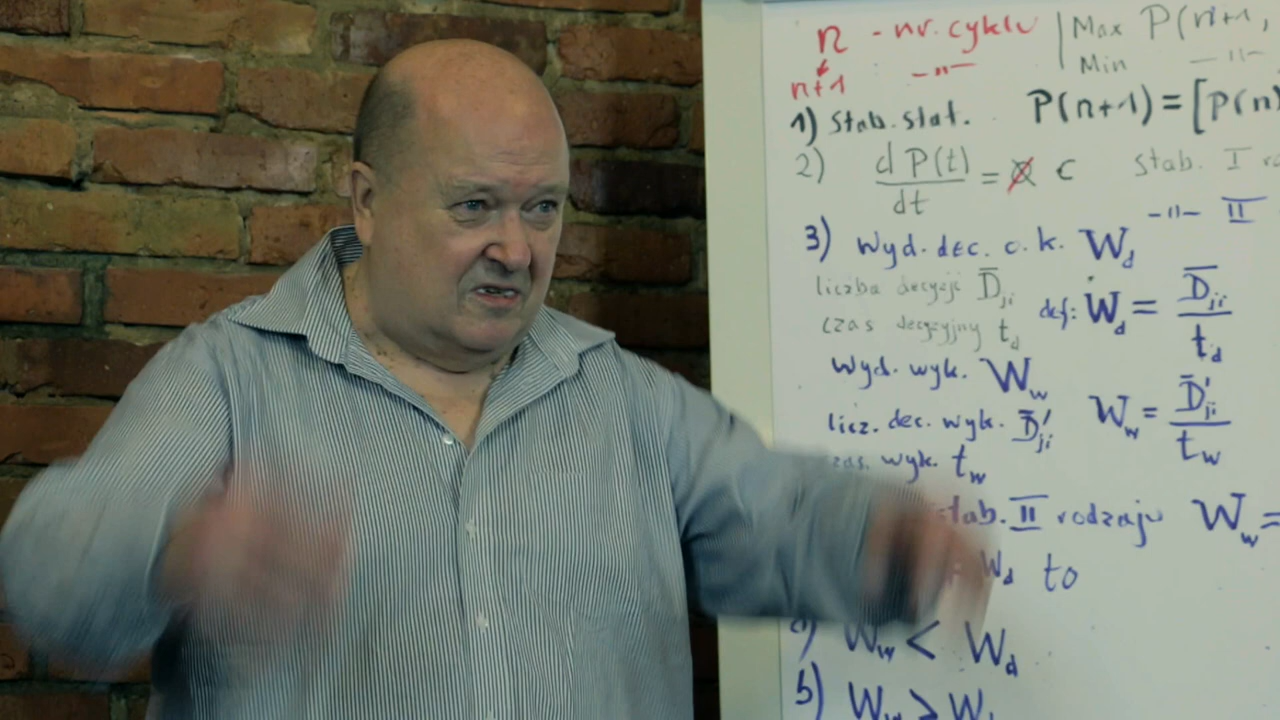 n - nr. cyklu | Max P(n+1,
n+1 -"- Min -"-
1) Stab. stat. P(n+1) = [P(n)
2) dP(t)/dt = 0 C stab. I
-"- II
3) Wyd. dec. o. k. W_d
liczba decyzji D̅_ji def: W_d = D̅_ji / t_d
czas decyzyjny t_d
Wyd. wyk. W_w
licz. dec. wyk. D̅'_ji W_w = D̅'_ji / t_w
wyk. t_w
stab. II rodzaju W_w =
W_d to
a) W_w < W_d
b) W_w > W